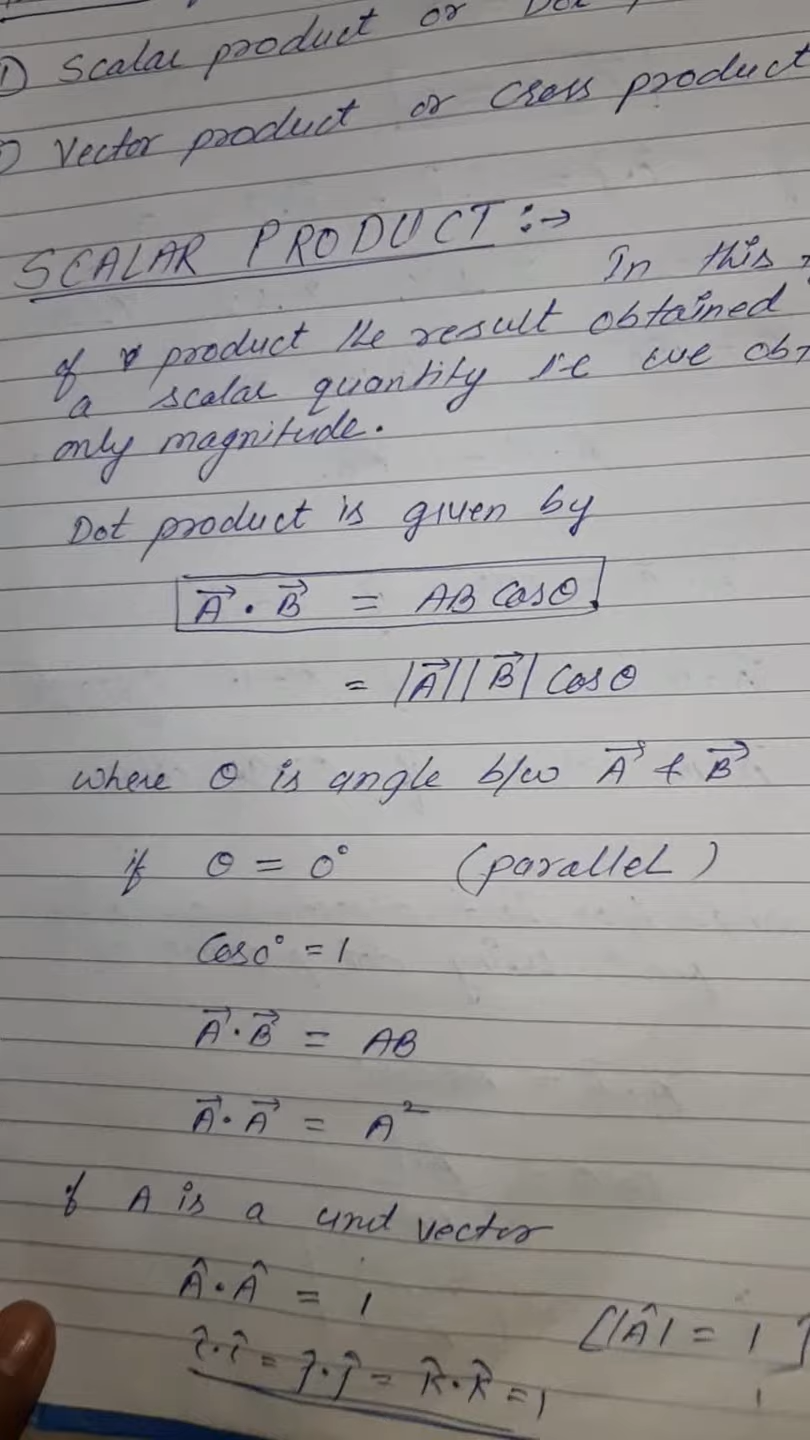 1) Scalar product or Dot
) Vector product or Cross product
SCALAR PRODUCT :→
In this
of product the result obtained
a scalar quantity i.e we
only magnitude.
Dot product is given by
A⃗ · B⃗ = AB Cosθ
= |A⃗||B⃗| Cosθ
where θ is angle b/w A⃗ & B⃗
if θ = 0° (parallel)
Cos0° = 1
A⃗·B⃗ = AB
A⃗·A⃗ = A²
if A is a unit vector
Â·Â = 1 [|Â| = 1]
î·î = ĵ·ĵ = k̂·k̂ = 1